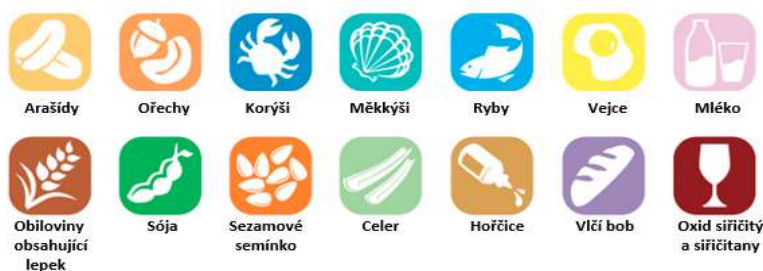 Arašídy
Ořechy
Korýši
Měkkýši
Ryby
Vejce
Mléko
Obiloviny
obsahující
lepek
Sója
Sezamové
semínko
Celer
Hořčice
Vlčí bob
Oxid siřičitý
a siřičitany